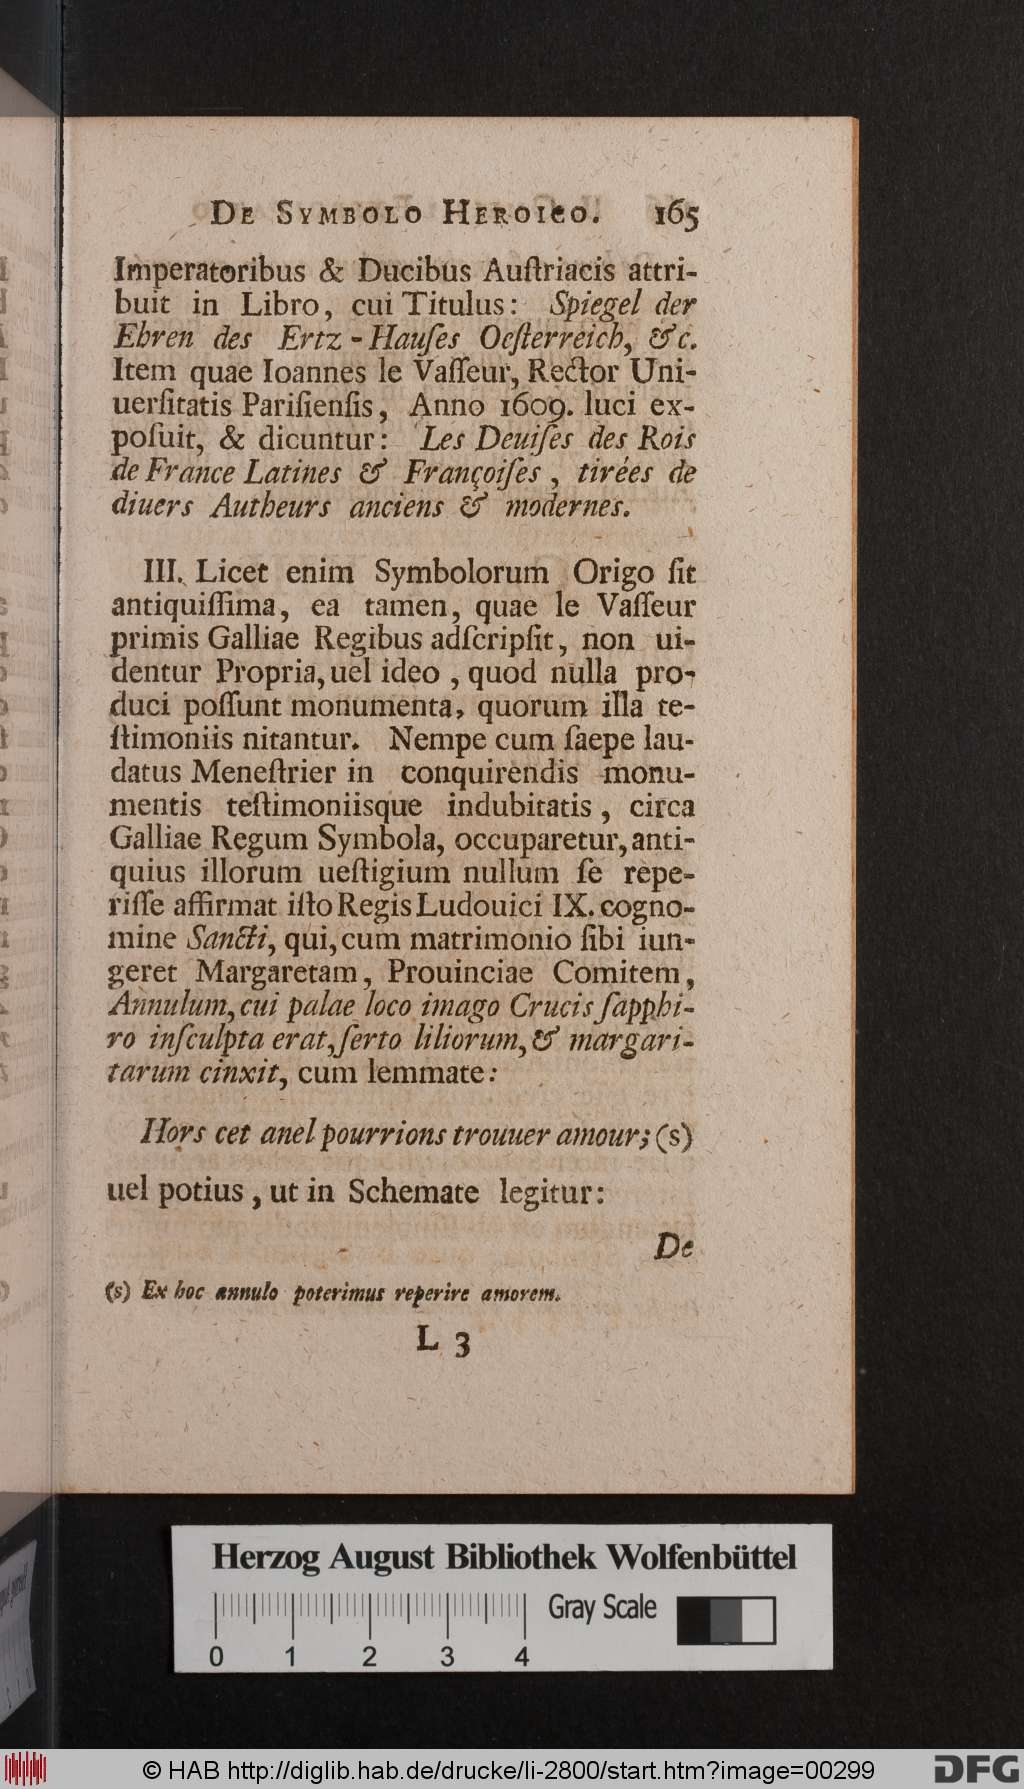 DE SYMBOLO HEROICO. 165
Imperatoribus & Ducibus Auſtriacis attri-
buit in Libro, cui Titulus: Spiegel der
Ehren des Ertz-Hauſes Oeſterreich, &c.
Item quae Ioannes le Vaſſeur, Rector Uni-
uerſitatis Pariſienſis, Anno 1609. luci ex-
poſuit, & dicuntur: Les Deuiſes des Rois
de France Latines & Françoiſes, tirées de
diuers Autheurs anciens & modernes.
III. Licet enim Symbolorum Origo ſit
antiquiſſima, ea tamen, quae le Vaſſeur
primis Galliae Regibus adſcripſit, non ui-
dentur Propria, uel ideo, quod nulla pro-
duci poſſunt monumenta, quorum illa te-
ſtimoniis nitantur. Nempe cum ſaepe lau-
datus Meneſtrier in conquirendis monu-
mentis teſtimoniisque indubitatis, circa
Galliae Regum Symbola, occuparetur, anti-
quius illorum ueſtigium nullum ſe repe-
riſſe affirmat iſto Regis Ludouici IX. cogno-
mine Sancti, qui, cum matrimonio ſibi iun-
geret Margaretam, Prouinciae Comitem,
Annulum, cui palae loco imago Crucis ſapphi-
ro inſculpta erat, ſerto liliorum, & margari-
tarum cinxit, cum lemmate:
Hors cet anel pourrions trouuer amour; (s)
uel potius, ut in Schemate legitur:
De
(s) Ex hoc annulo poterimus reperire amorem.
L 3
Herzog August Bibliothek Wolfenbüttel
Gray Scale
0 1 2 3 4
© HAB http://diglib.hab.de/drucke/li-2800/start.htm?image=00299
DFG